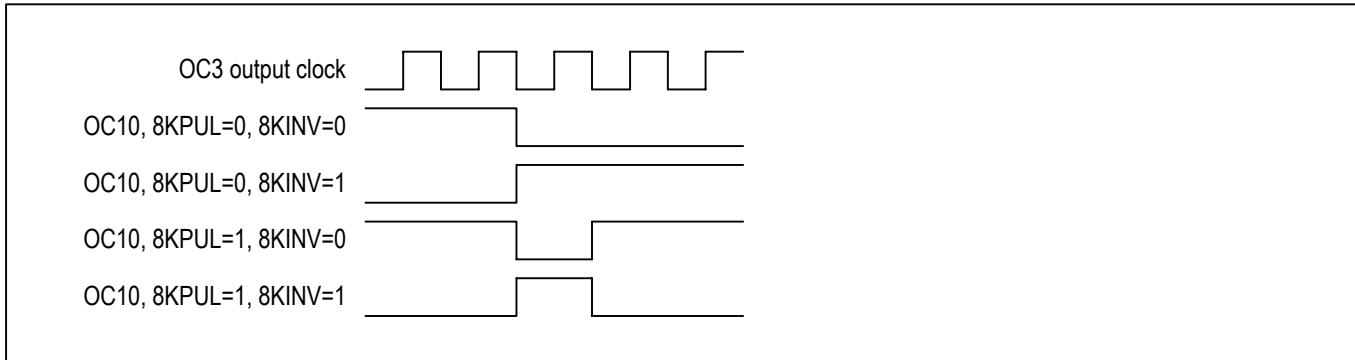 OC3 output clock
OC10, 8KPUL=0, 8KINV=0
OC10, 8KPUL=0, 8KINV=1
OC10, 8KPUL=1, 8KINV=0
OC10, 8KPUL=1, 8KINV=1